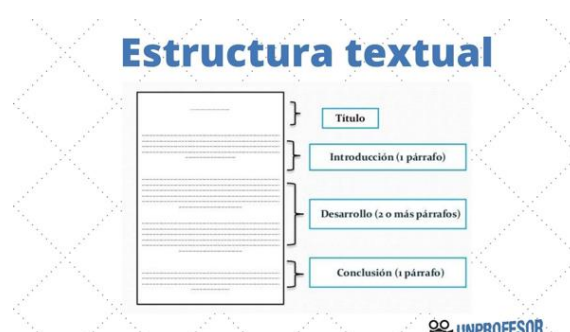 Estructura textual
Título
Introducción (1 párrafo)
Desarrollo (2 o más párrafos)
Conclusión (1 párrafo)
UNPROFESOR